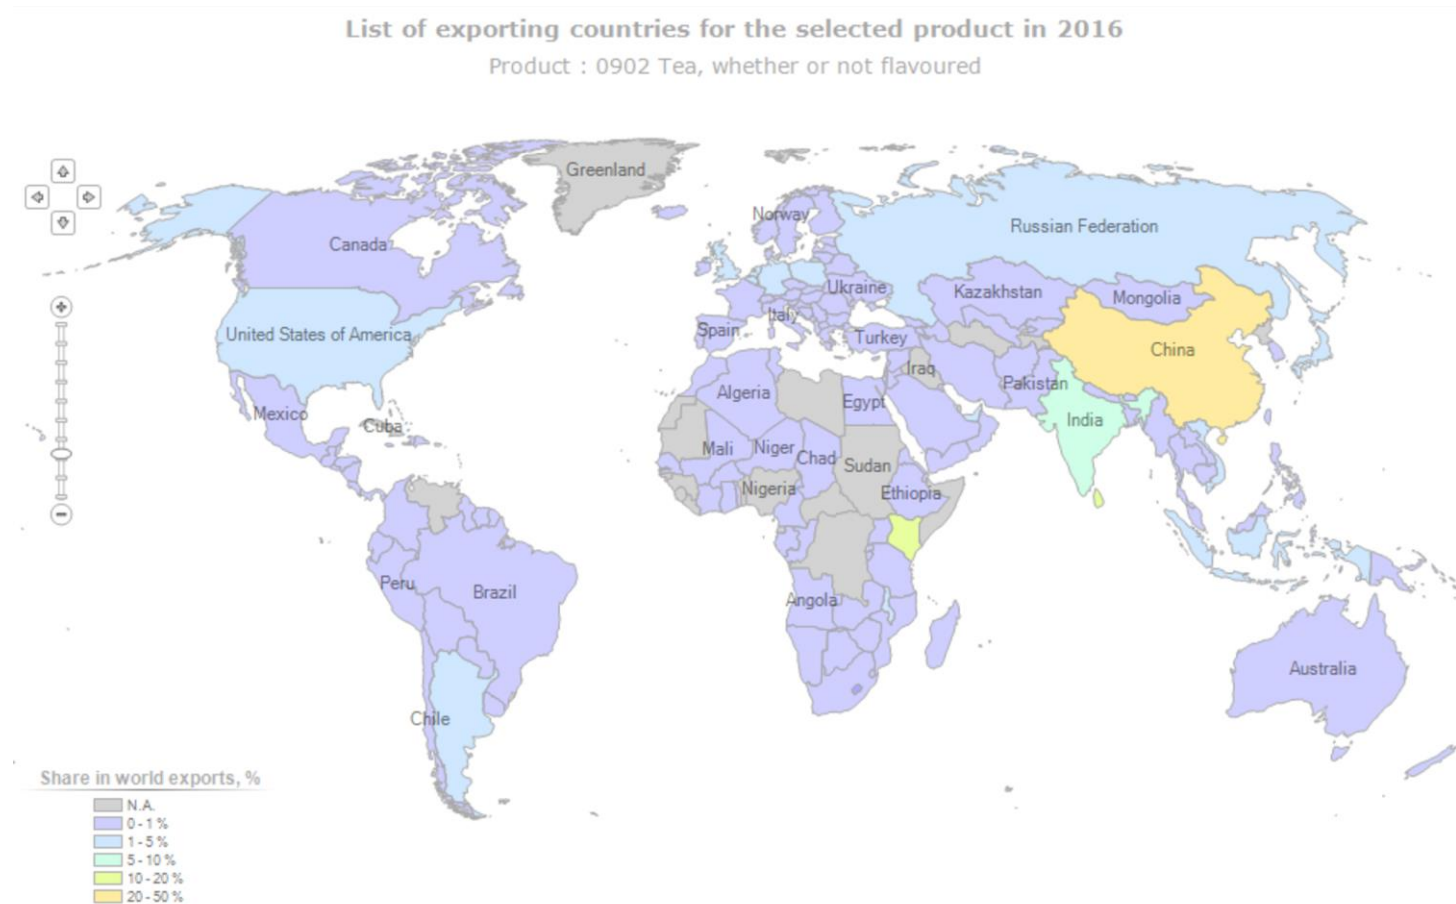 List of exporting countries for the selected product in 2016
Product : 0902 Tea, whether or not flavoured
Greenland
Norway
Russian Federation
Canada
Ukraine
Kazakhstan
Mongolia
Italy
Spain
United States of America
Turkey
China
Iraq
Pakistan
Algeria
Egypt
Mexico
Cuba
India
Mali
Niger
Chad
Sudan
Nigeria
Ethiopia
Peru
Brazil
Angola
Australia
Chile
Share in world exports, %
N.A.
0 - 1 %
1 - 5 %
5 - 10 %
10 - 20 %
20 - 50 %